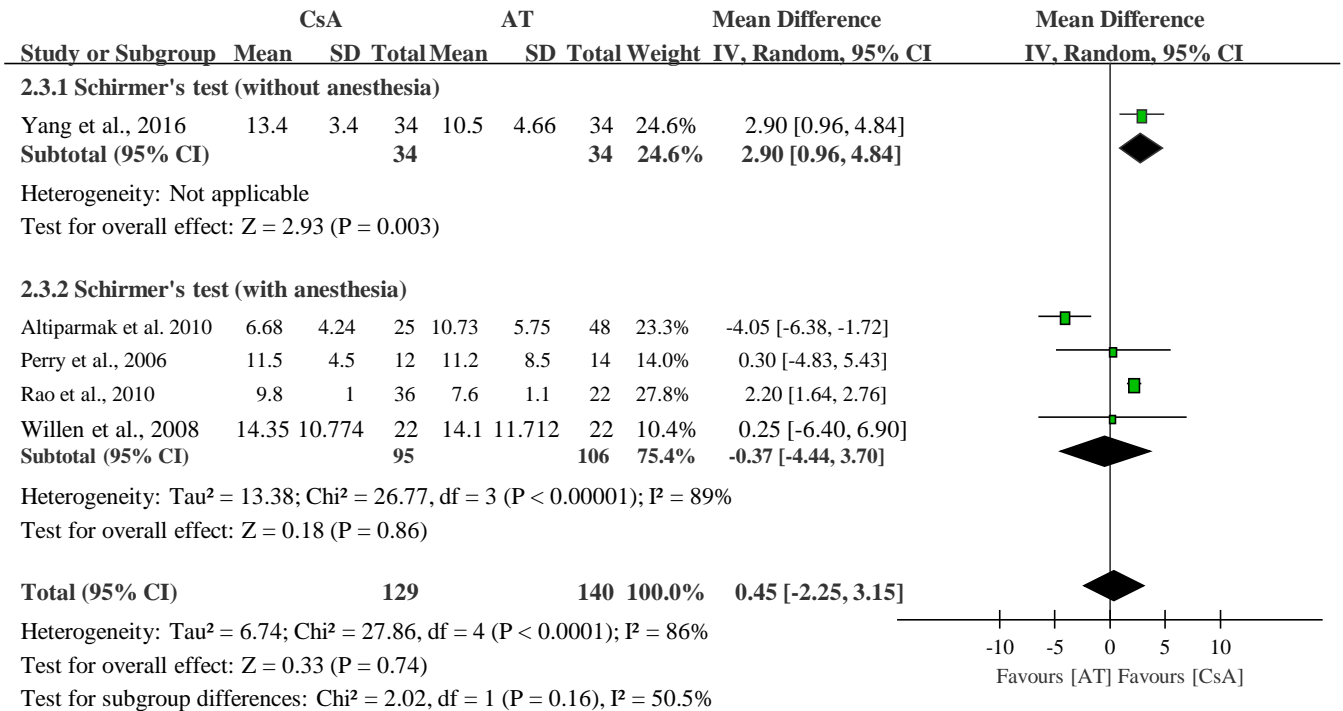 CsA AT Mean Difference Mean Difference
Study or Subgroup Mean SD Total Mean SD Total Weight IV, Random, 95% CI IV, Random, 95% CI
2.3.1 Schirmer's test (without anesthesia)
Yang et al., 2016 13.4 3.4 34 10.5 4.66 34 24.6% 2.90 [0.96, 4.84]
Subtotal (95% CI) 34 34 24.6% 2.90 [0.96, 4.84]
Heterogeneity: Not applicable
Test for overall effect: Z = 2.93 (P = 0.003)
2.3.2 Schirmer's test (with anesthesia)
Altiparmak et al. 2010 6.68 4.24 25 10.73 5.75 48 23.3% -4.05 [-6.38, -1.72]
Perry et al., 2006 11.5 4.5 12 11.2 8.5 14 14.0% 0.30 [-4.83, 5.43]
Rao et al., 2010 9.8 1 36 7.6 1.1 22 27.8% 2.20 [1.64, 2.76]
Willen et al., 2008 14.35 10.774 22 14.1 11.712 22 10.4% 0.25 [-6.40, 6.90]
Subtotal (95% CI) 95 106 75.4% -0.37 [-4.44, 3.70]
Heterogeneity: Tau² = 13.38; Chi² = 26.77, df = 3 (P < 0.00001); I² = 89%
Test for overall effect: Z = 0.18 (P = 0.86)
Total (95% CI) 129 140 100.0% 0.45 [-2.25, 3.15]
Heterogeneity: Tau² = 6.74; Chi² = 27.86, df = 4 (P < 0.0001); I² = 86%
Test for overall effect: Z = 0.33 (P = 0.74)
Test for subgroup differences: Chi² = 2.02, df = 1 (P = 0.16), I² = 50.5%
-10 -5 0 5 10
Favours [AT] Favours [CsA]